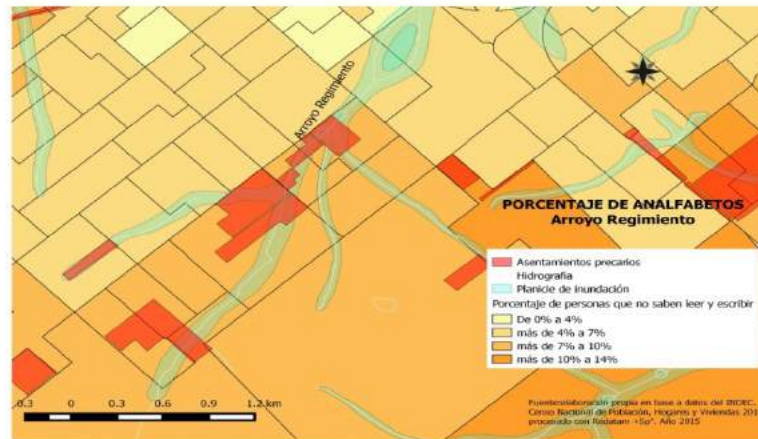 Arroyo Regimiento
PORCENTAJE DE ANALFABETOS
Arroyo Regimiento
Asentamientos precarios
Hidrografia
Planicie de inundación
Porcentaje de personas que no saben leer y escribir
De 0% a 4%
más de 4% a 7%
más de 7% a 10%
más de 10% a 14%
0.3 0 0.3 0.6 0.9 1.2 km
propia en base a datos del INDEC.
Censo Nacional de Población, Hogares y Viviendas 201
procesado con Redatam +Sp". Año 2015